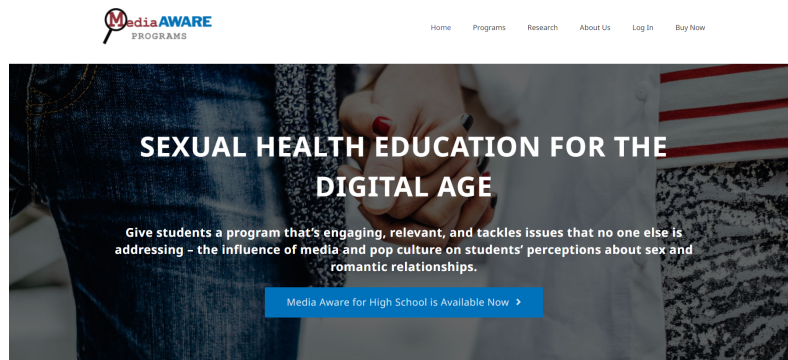 MediaAWARE
PROGRAMS
Home Programs Research About Us Log In Buy Now
SEXUAL HEALTH EDUCATION FOR THE
DIGITAL AGE
Give students a program that's engaging, relevant, and tackles issues that no one else is
addressing – the influence of media and pop culture on students' perceptions about sex and
romantic relationships.
Media Aware for High School is Available Now